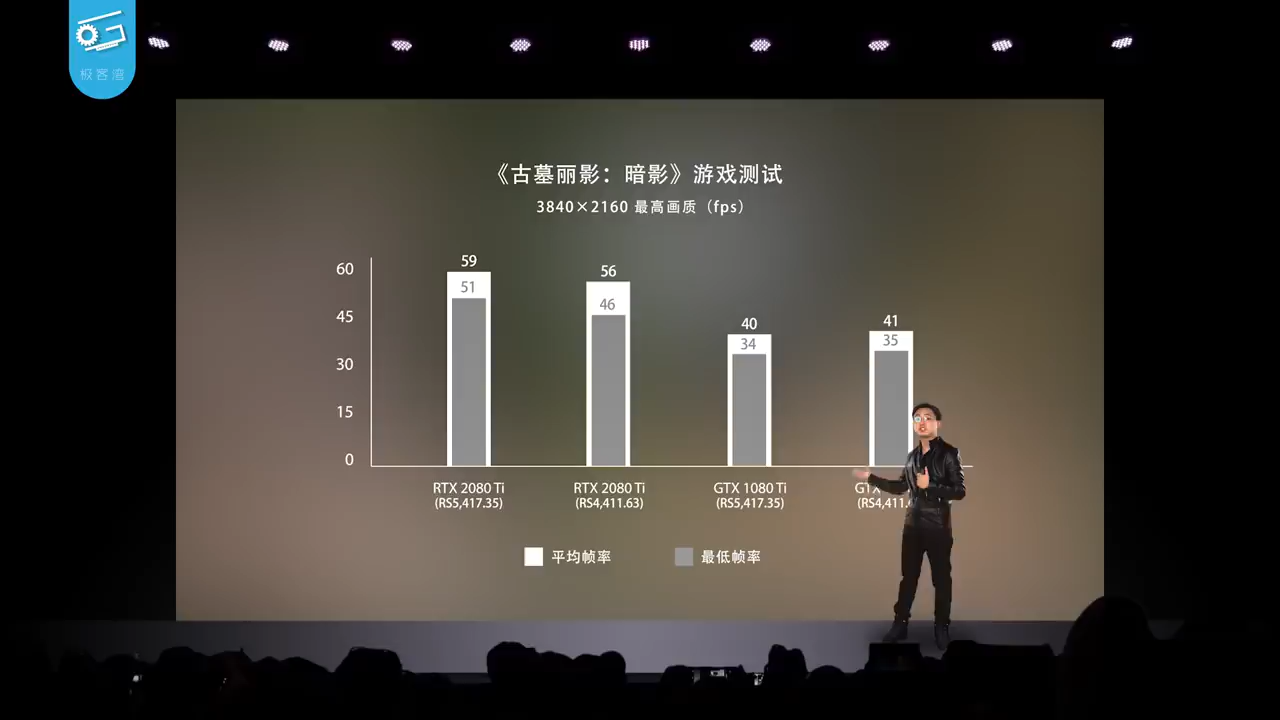 极客湾
《古墓丽影：暗影》游戏测试
3840×2160 最高画质（fps）
60
45
30
15
0
59
51
56
46
40
34
41
35
RTX 2080 Ti
(RS5,417.35)
RTX 2080 Ti
(RS4,411.63)
GTX 1080 Ti
(RS5,417.35)
GTX
(RS4,411.
平均帧率
最低帧率